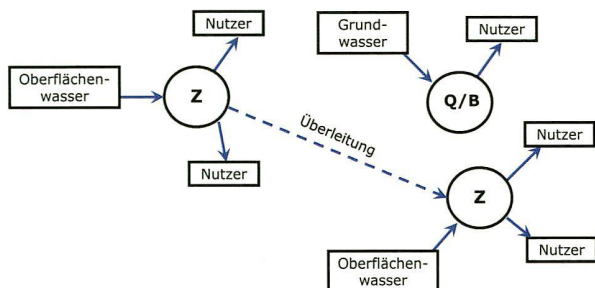 Nutzer
Oberflächen-
wasser
Z
Nutzer
Überleitung
Grund-
wasser
Nutzer
Q/B
Nutzer
Z
Nutzer
Oberflächen-
wasser